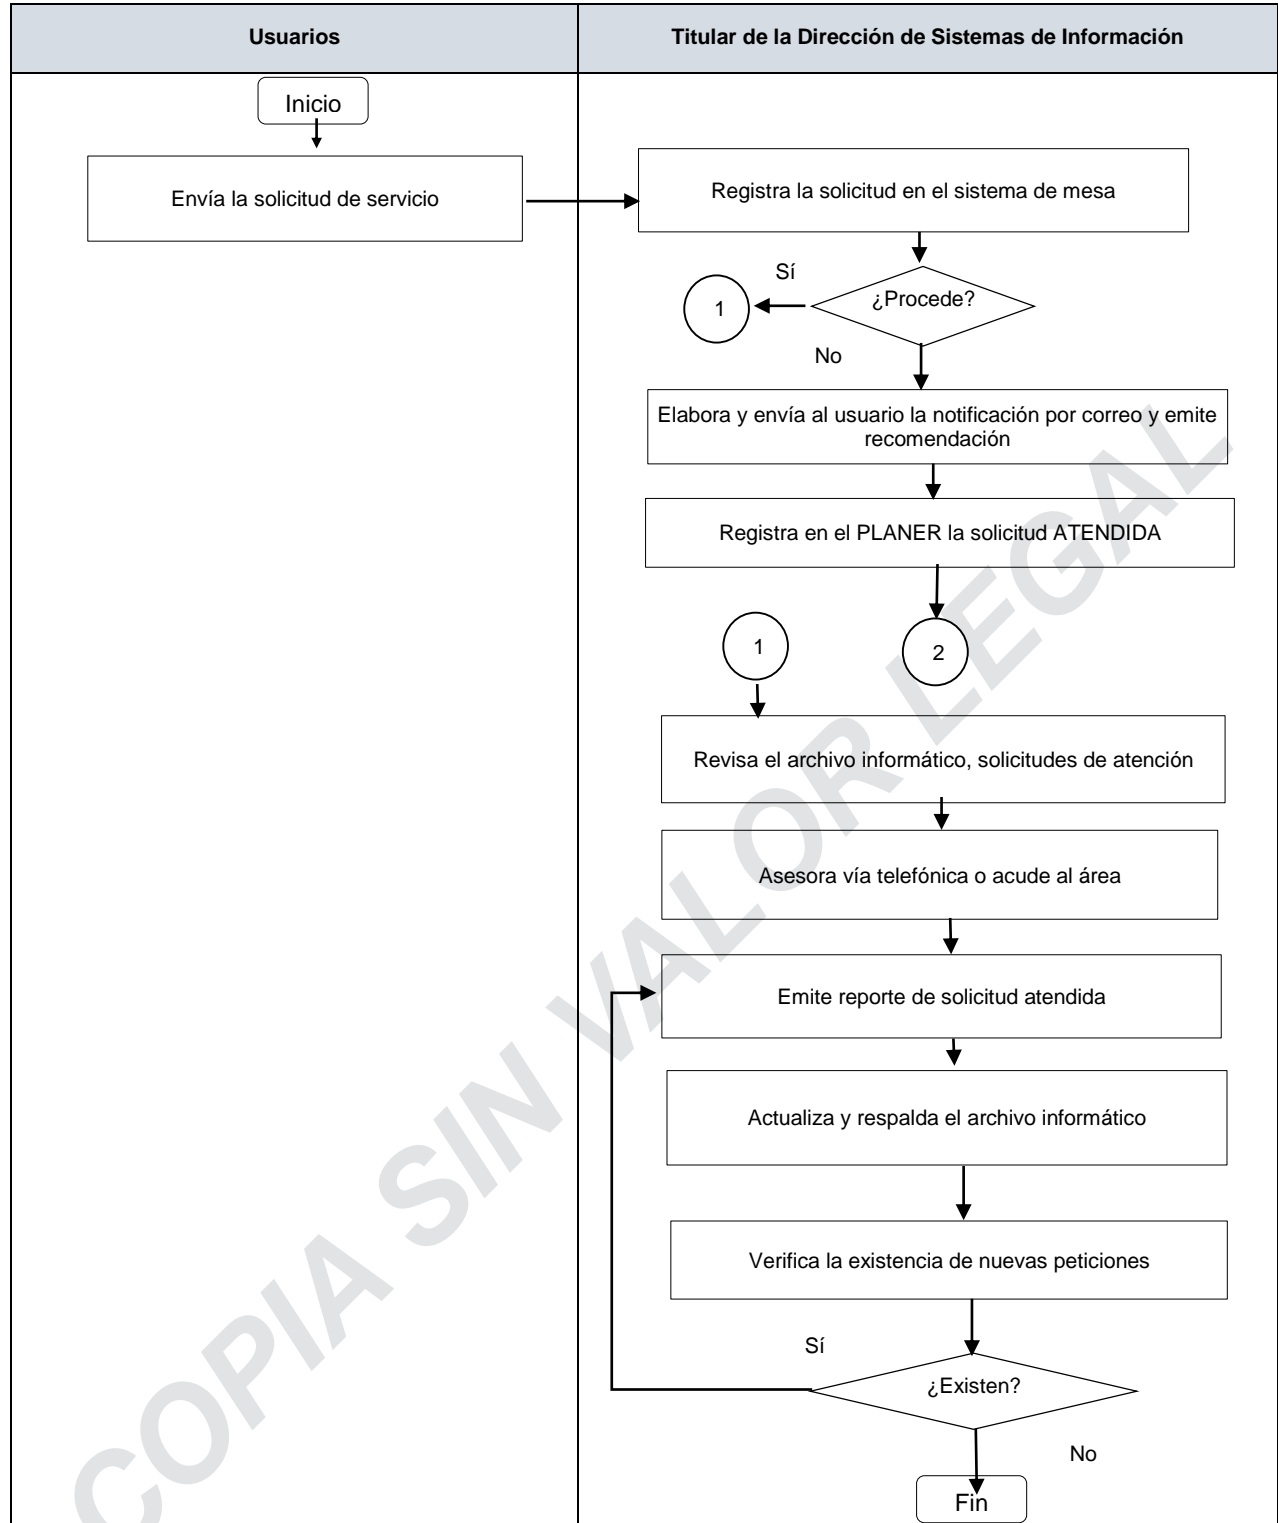 Usuarios
Titular de la Dirección de Sistemas de Información
Inicio
Envía la solicitud de servicio
Registra la solicitud en el sistema de mesa
Sí
¿Procede?
1
No
Elabora y envía al usuario la notificación por correo y emite
recomendación
Registra en el PLANER la solicitud ATENDIDA
1
2
Revisa el archivo informático, solicitudes de atención
Asesora vía telefónica o acude al área
Emite reporte de solicitud atendida
Actualiza y respalda el archivo informático
Verifica la existencia de nuevas peticiones
Sí
¿Existen?
No
Fin
COPIA SIN VALOR LEGAL